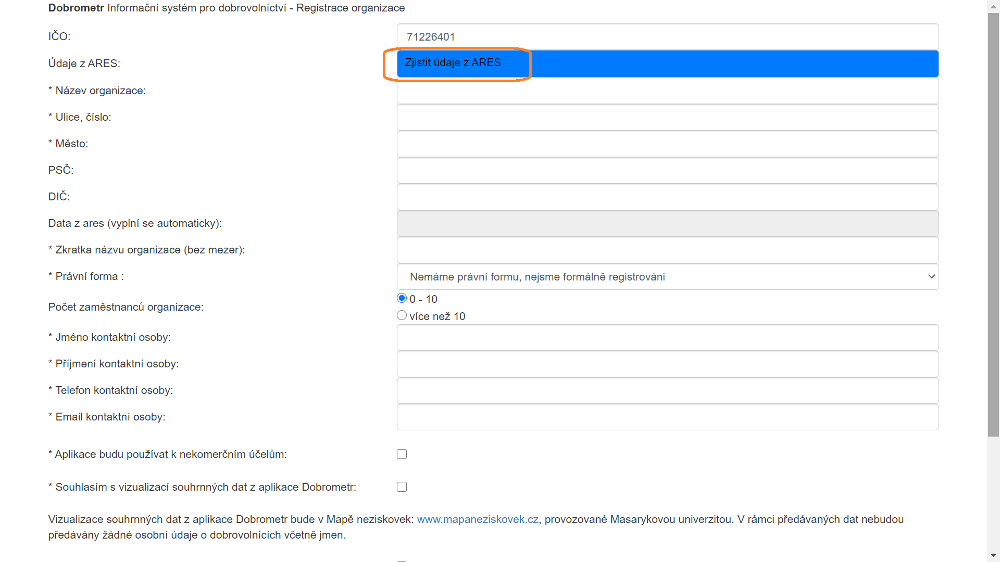 Dobrometr Informační systém pro dobrovolníctví - Registrace organizace
IČO:
71226401
Údaje z ARES:
Zjistit údaje z ARES
* Název organizace:
* Ulice, číslo:
* Město:
PSČ:
DIČ:
Data z ares (vyplní se automaticky):
* Zkratka názvu organizace (bez mezer):
* Právní forma :
Nemáme právní formu, nejsme formálně registrováni
Počet zaměstnanců organizace:
0 - 10
více než 10
* Jméno kontaktní osoby:
* Příjmení kontaktní osoby:
* Telefon kontaktní osoby:
* Email kontaktní osoby:
* Aplikace budu používat k nekomerčním účelům:
* Souhlasím s vizualizací souhrnných dat z aplikace Dobrometr:
Vizualizace souhrnných dat z aplikace Dobrometr bude v Mapě neziskovek: www.mapaneziskovek.cz, provozované Masarykovou univerzitou. V rámci předávaných dat nebudou
předávány žádné osobní údaje o dobrovolnících včetně jmen.